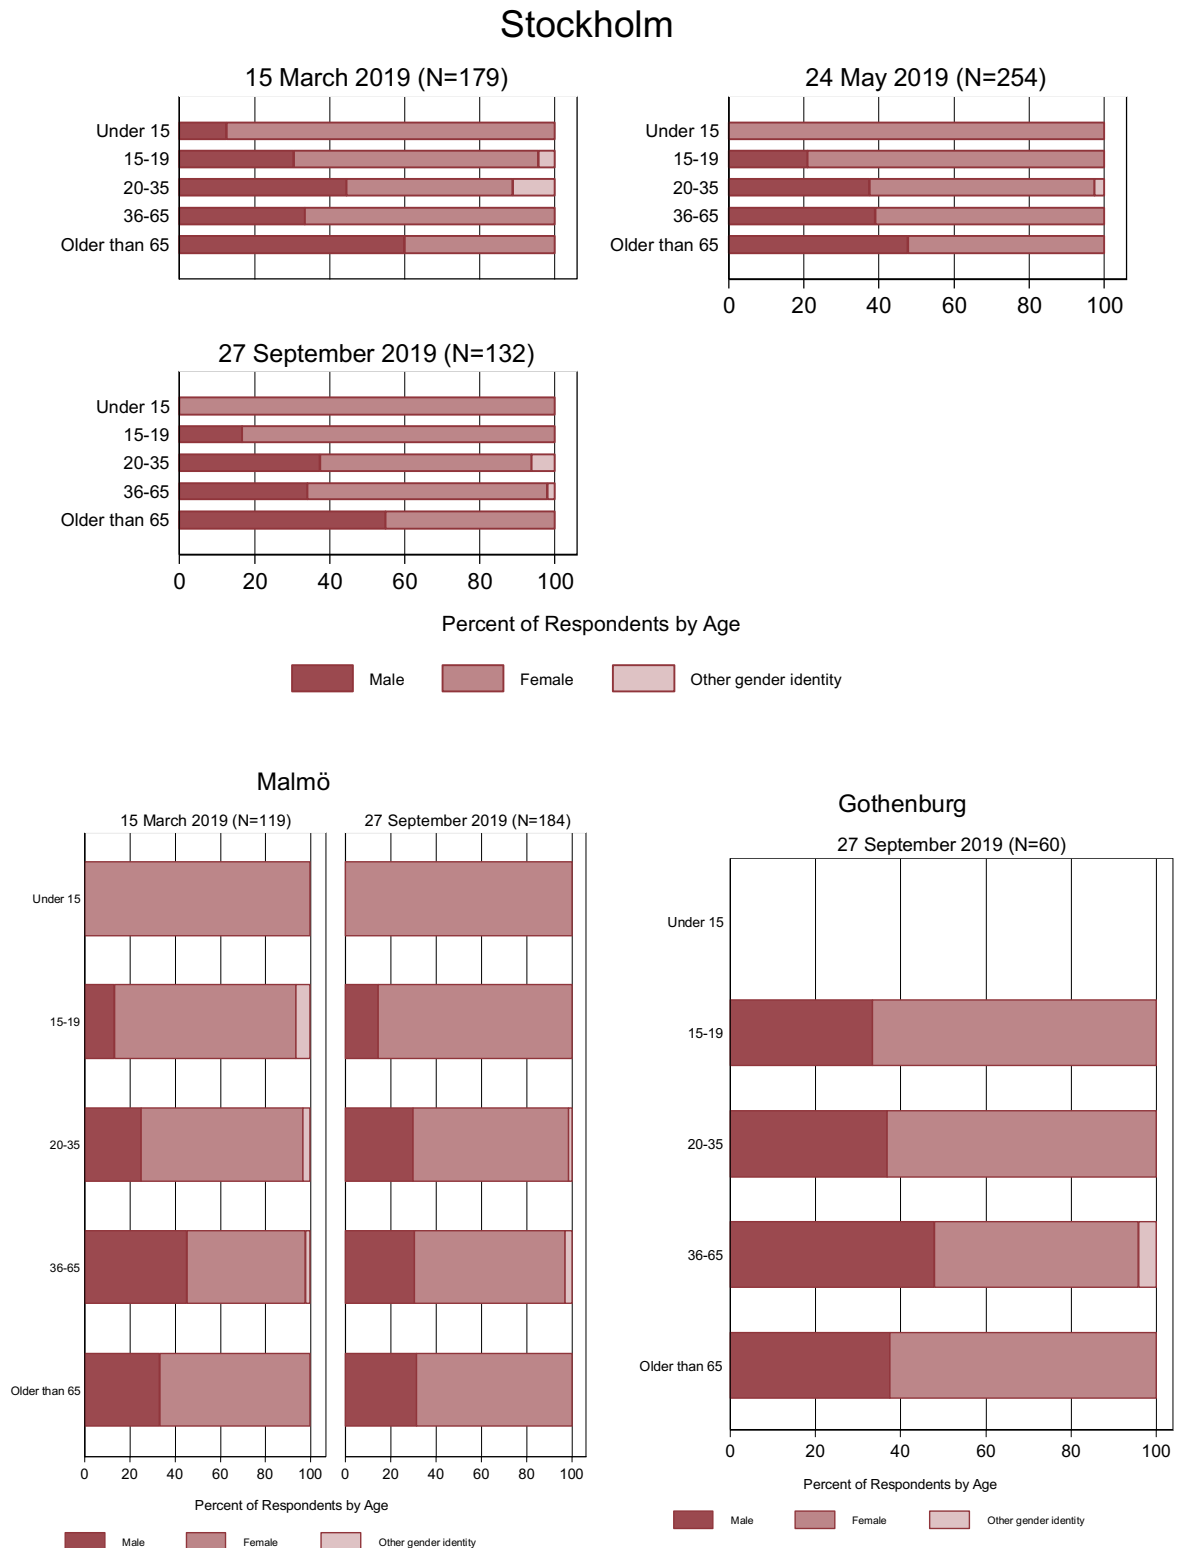 Stockholm
15 March 2019 (N=179)
Under 15
15-19
20-35
36-65
Older than 65
24 May 2019 (N=254)
Under 15
15-19
20-35
36-65
Older than 65
0 20 40 60 80 100
27 September 2019 (N=132)
Under 15
15-19
20-35
36-65
Older than 65
0 20 40 60 80 100
Percent of Respondents by Age
Male Female Other gender identity
Malmö
15 March 2019 (N=119)
27 September 2019 (N=184)
Under 15
15-19
20-35
36-65
Older than 65
0 20 40 60 80 100
0 20 40 60 80 100
Percent of Respondents by Age
Male Female Other gender identity
Gothenburg
27 September 2019 (N=60)
Under 15
15-19
20-35
36-65
Older than 65
0 20 40 60 80 100
Percent of Respondents by Age
Male Female Other gender identity